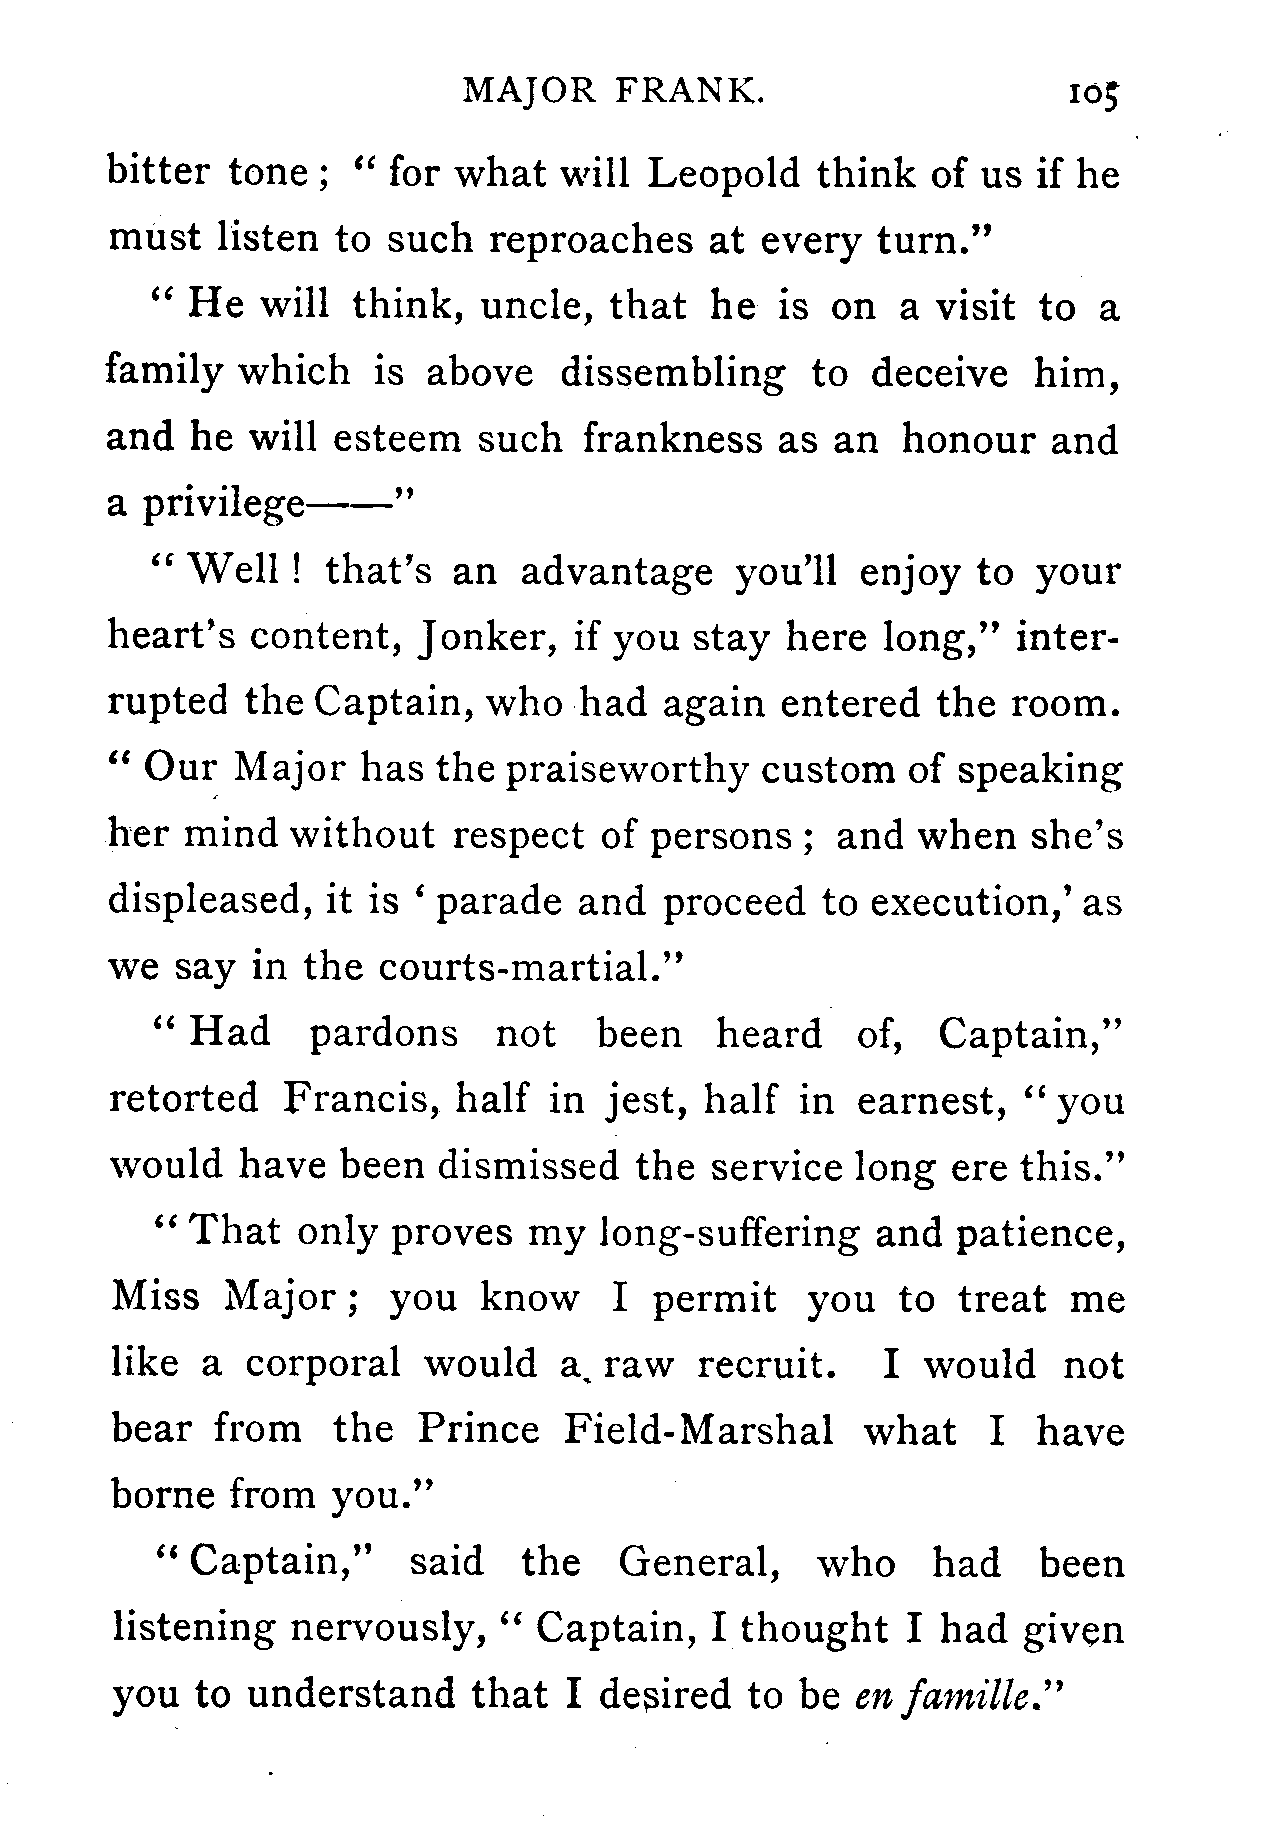 MAJOR FRANK. 105
bitter tone ; " for what will Leopold think of us if he
must listen to such reproaches at every turn."
" He will think, uncle, that he is on a visit to a
family which is above dissembling to deceive him,
and he will esteem such frankness as an honour and
a privilege——"
" Well ! that's an advantage you'll enjoy to your
heart's content, Jonker, if you stay here long," inter-
rupted the Captain, who had again entered the room.
" Our Major has the praiseworthy custom of speaking
her mind without respect of persons ; and when she's
displeased, it is ' parade and proceed to execution,' as
we say in the courts-martial."
" Had pardons not been heard of, Captain,"
retorted Francis, half in jest, half in earnest, " you
would have been dismissed the service long ere this."
" That only proves my long-suffering and patience,
Miss Major ; you know I permit you to treat me
like a corporal would a raw recruit. I would not
bear from the Prince Field-Marshal what I have
borne from you."
" Captain," said the General, who had been
listening nervously, " Captain, I thought I had given
you to understand that I desired to be en famille."